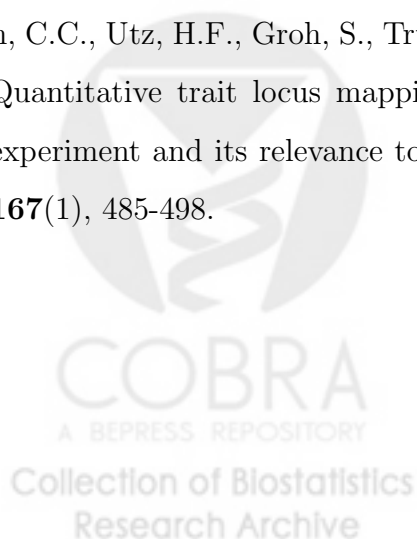 n, C.C., Utz, H.F., Groh, S., Tr
Quantitative trait locus mappi
experiment and its relevance to
167(1), 485-498.
COBRA
A BEPRESS REPOSITORY
Collection of Biostatistics
Research Archive